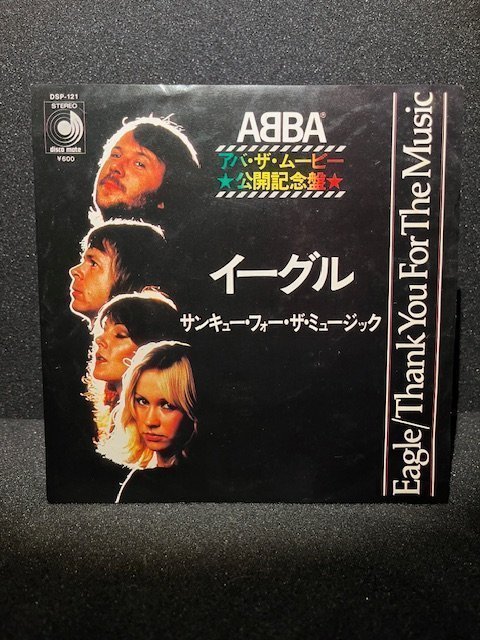 DSP-121
STEREO
disco mate
¥600
ABBA®
アバ・ザ・ムービー
★公開記念盤★
イーグル
サンキュー・フォー・ザ・ミュージック
Eagle/Thank You For The Music